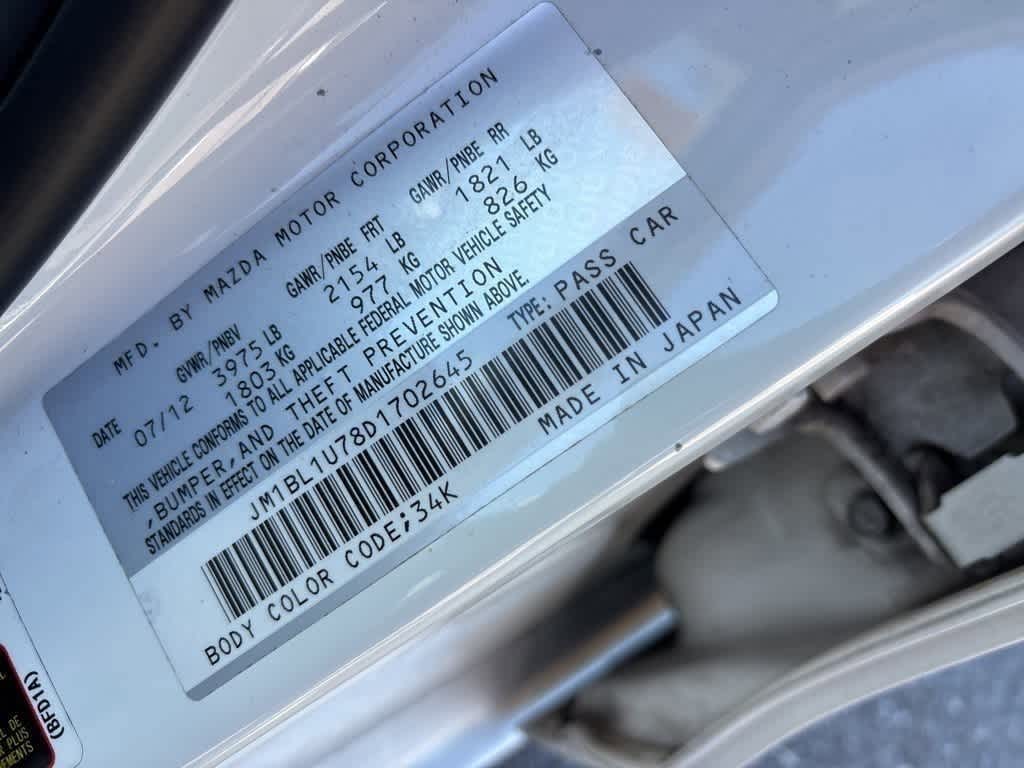 MFD. BY MAZDA MOTOR CORPORATION
DATE GVWR/PNBV GAWR/PNBE FRT GAWR/PNBE RR
07/12 3975 LB 2154 LB 1821 LB
1803 KG 977 KG 826 KG
THIS VEHICLE CONFORMS TO ALL APPLICABLE FEDERAL MOTOR VEHICLE SAFETY
,BUMPER,AND THEFT PREVENTION
STANDARDS IN EFFECT ON THE DATE OF MANUFACTURE SHOWN ABOVE.
JM1BL1U78D1702645 TYPE: PASS CAR
BODY COLOR CODE;34K MADE IN JAPAN
(BFD1A)
DE
PLUS